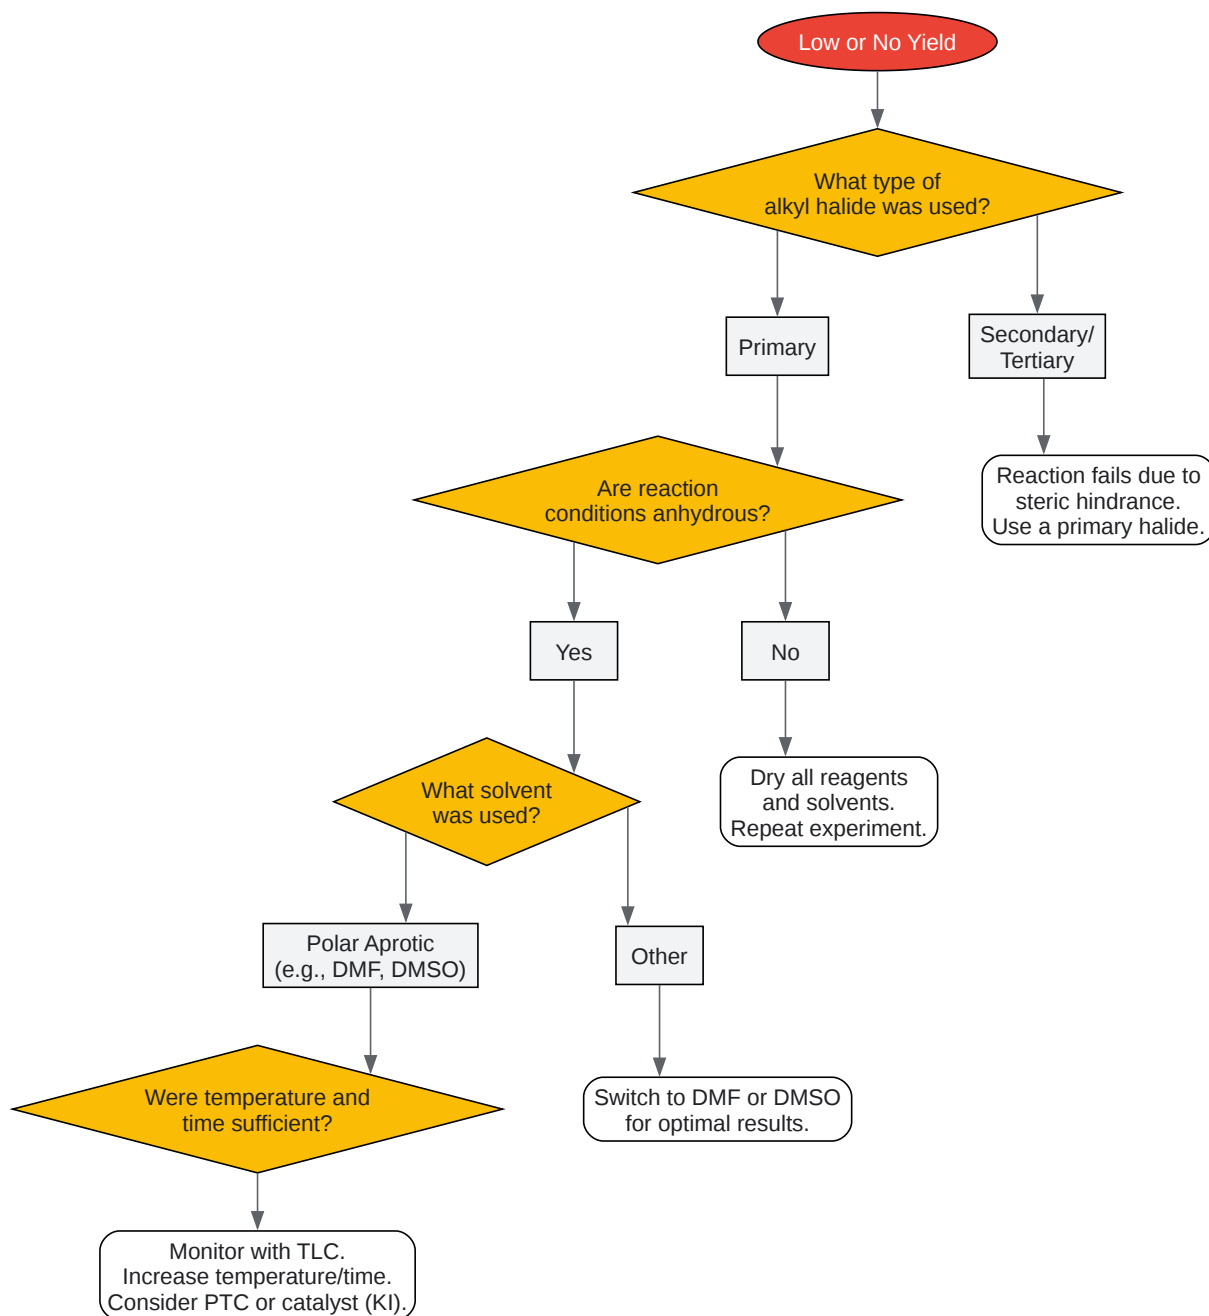 Low or No Yield
What type of
alkyl halide was used?
Primary
Secondary/
Tertiary
Are reaction
conditions anhydrous?
Reaction fails due to
steric hindrance.
Use a primary halide.
Yes
No
What solvent
was used?
Dry all reagents
and solvents.
Repeat experiment.
Polar Aprotic
(e.g., DMF, DMSO)
Other
Were temperature and
time sufficient?
Switch to DMF or DMSO
for optimal results.
Monitor with TLC.
Increase temperature/time.
Consider PTC or catalyst (KI).